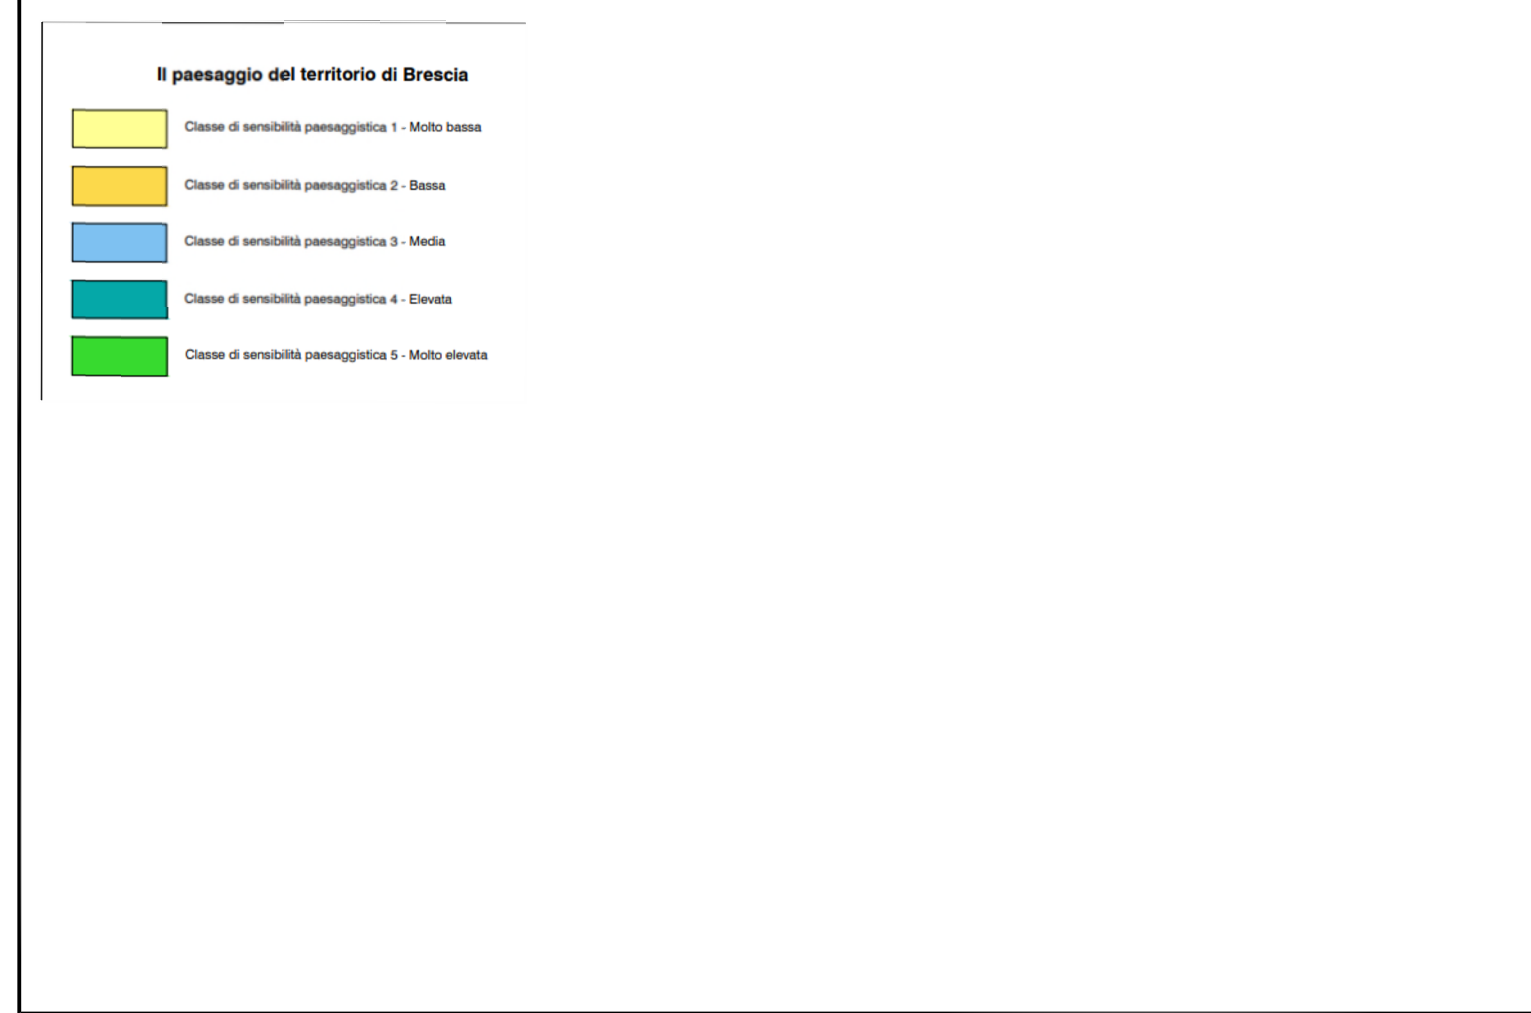 Il paesaggio del territorio di Brescia
Classe di sensibilità paesaggistica 1 - Molto bassa
Classe di sensibilità paesaggistica 2 - Bassa
Classe di sensibilità paesaggistica 3 - Media
Classe di sensibilità paesaggistica 4 - Elevata
Classe di sensibilità paesaggistica 5 - Molto elevata